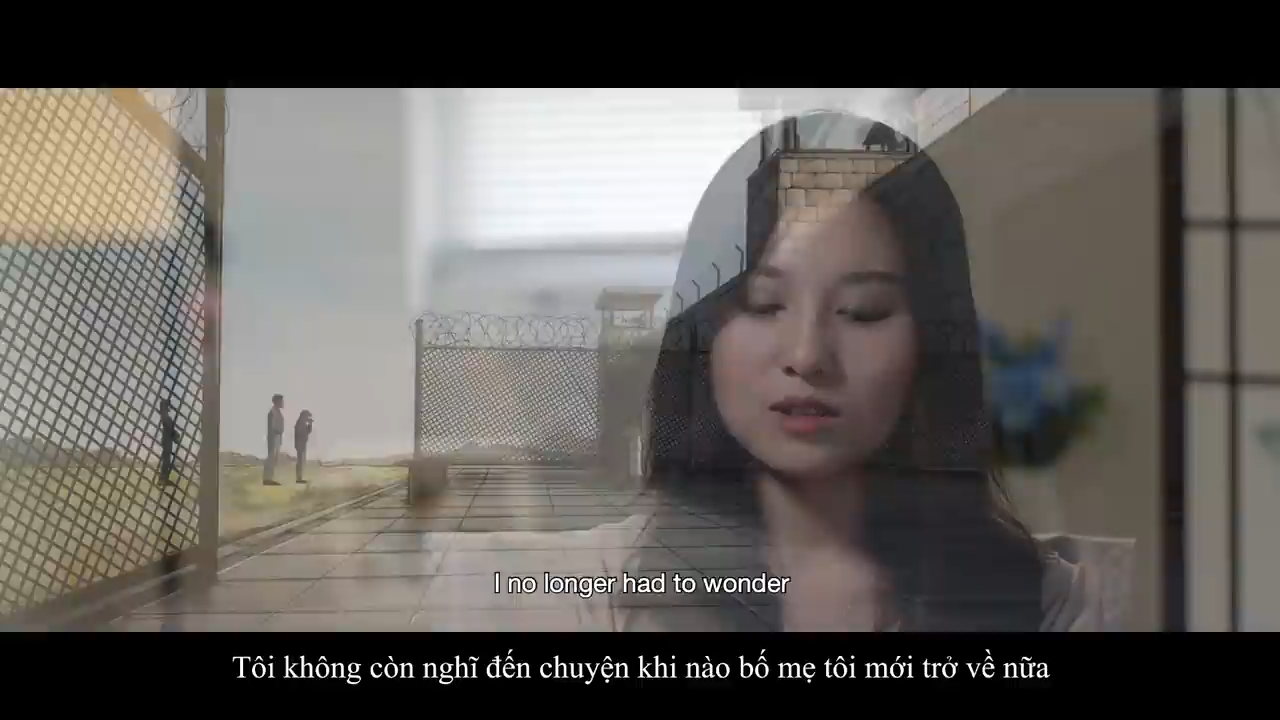 I no longer had to wonder
Tôi không còn nghĩ đến chuyện khi nào bố mẹ tôi mới trở về nữa